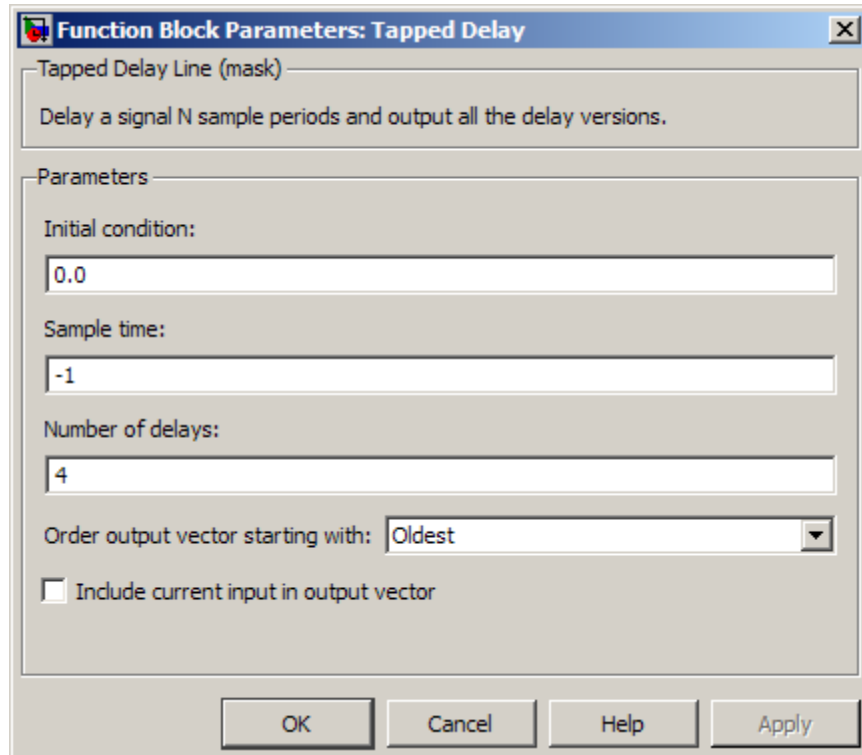 Function Block Parameters: Tapped Delay
Tapped Delay Line (mask)
Delay a signal N sample periods and output all the delay versions.
Parameters
Initial condition:
0.0
Sample time:
-1
Number of delays:
4
Order output vector starting with: Oldest
Include current input in output vector
OK Cancel Help Apply